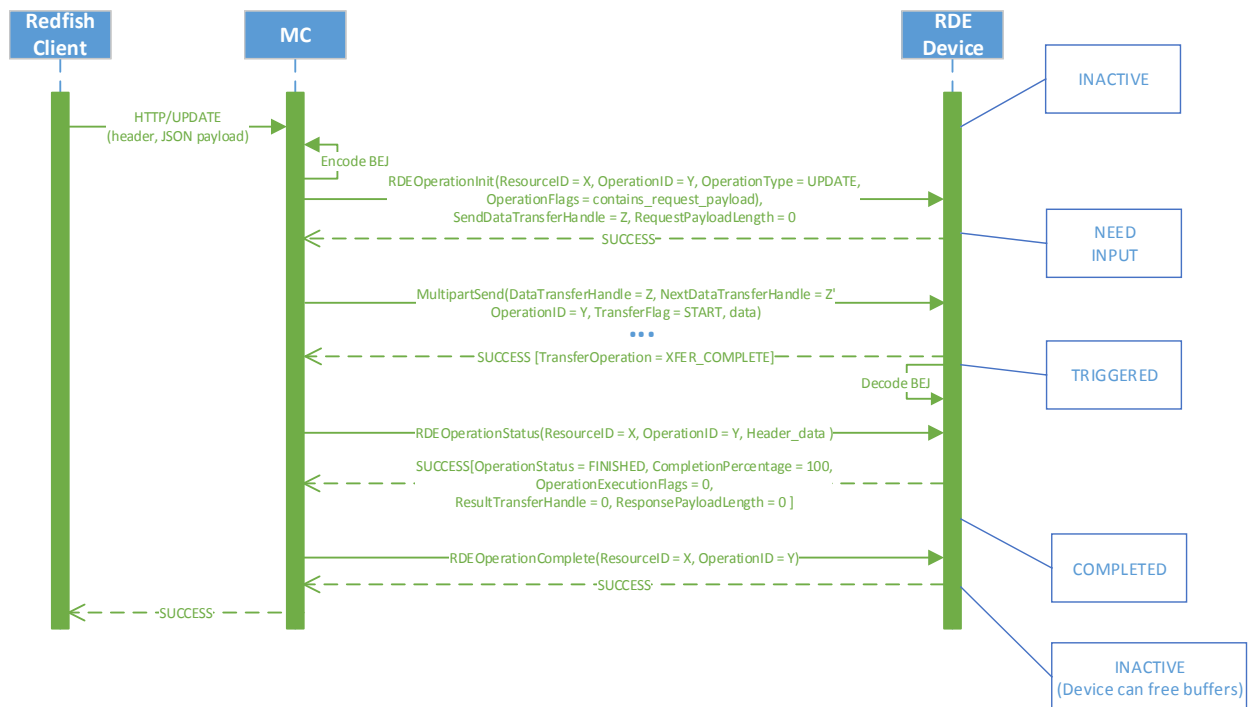 Redfish
Client
MC
RDE
Device
INACTIVE
HTTP/UPDATE
(header, JSON payload)
Encode BEJ
RDEOperationInit(ResourceID = X, OperationID = Y, OperationType = UPDATE,
OperationFlags = contains_request_payload),
SendDataTransferHandle = Z, RequestPayloadLength = 0
SUCCESS
NEED
INPUT
MultipartSend(DataTransferHandle = Z, NextDataTransferHandle = Z'
OperationID = Y, TransferFlag = START, data)
...
SUCCESS [TransferOperation = XFER_COMPLETE]
TRIGGERED
Decode BEJ
RDEOperationStatus(ResourceID = X, OperationID = Y, Header_data )
SUCCESS[OperationStatus = FINISHED, CompletionPercentage = 100,
OperationExecutionFlags = 0,
ResultTransferHandle = 0, ResponsePayloadLength = 0 ]
RDEOperationComplete(ResourceID = X, OperationID = Y)
COMPLETED
SUCCESS
SUCCESS
INACTIVE
(Device can free buffers)